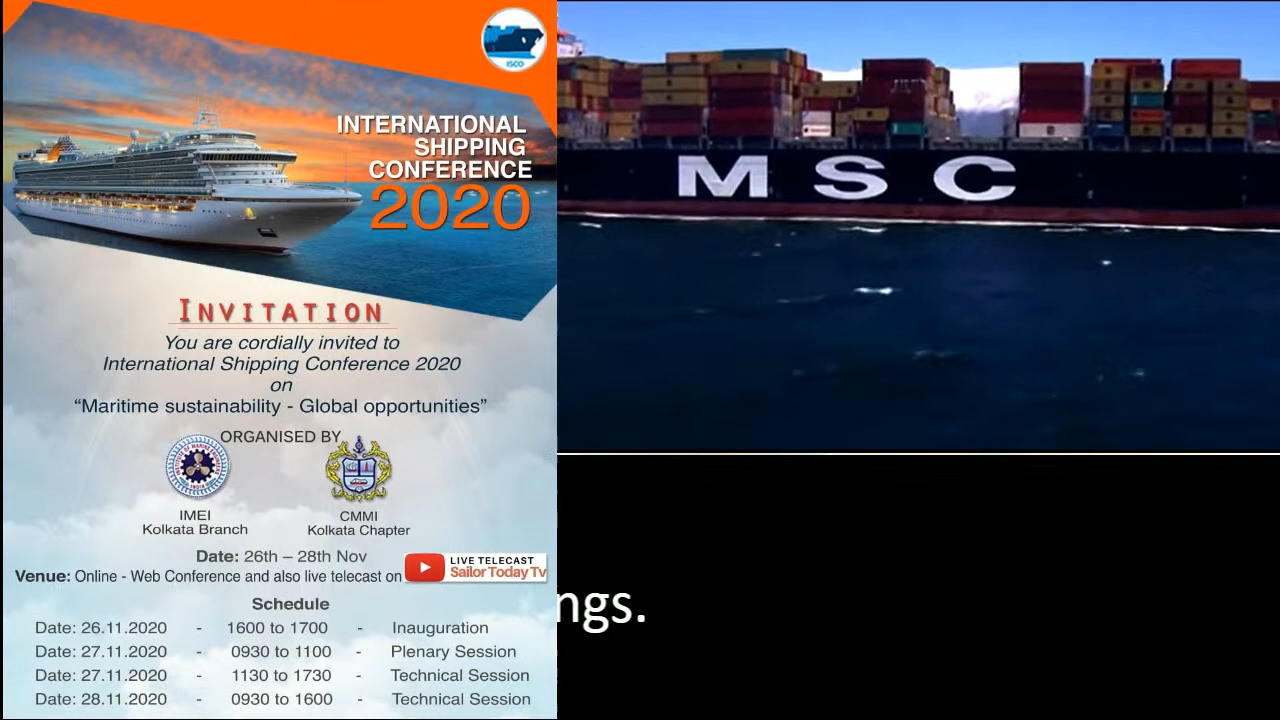 ISCO
INTERNATIONAL
SHIPPING
CONFERENCE
2020
INVITATION
You are cordially invited to
International Shipping Conference 2020
on
“Maritime sustainability - Global opportunities”
ORGANISED BY
IMEI
Kolkata Branch
CMMI
Kolkata Chapter
Date: 26th – 28th Nov
Venue: Online - Web Conference and also live telecast on
LIVE TELECAST
Sailor Today Tv
Schedule
Date: 26.11.2020 - 1600 to 1700 - Inauguration
Date: 27.11.2020 - 0930 to 1100 - Plenary Session
Date: 27.11.2020 - 1130 to 1730 - Technical Session
Date: 28.11.2020 - 0930 to 1600 - Technical Session
MSC
ngs.